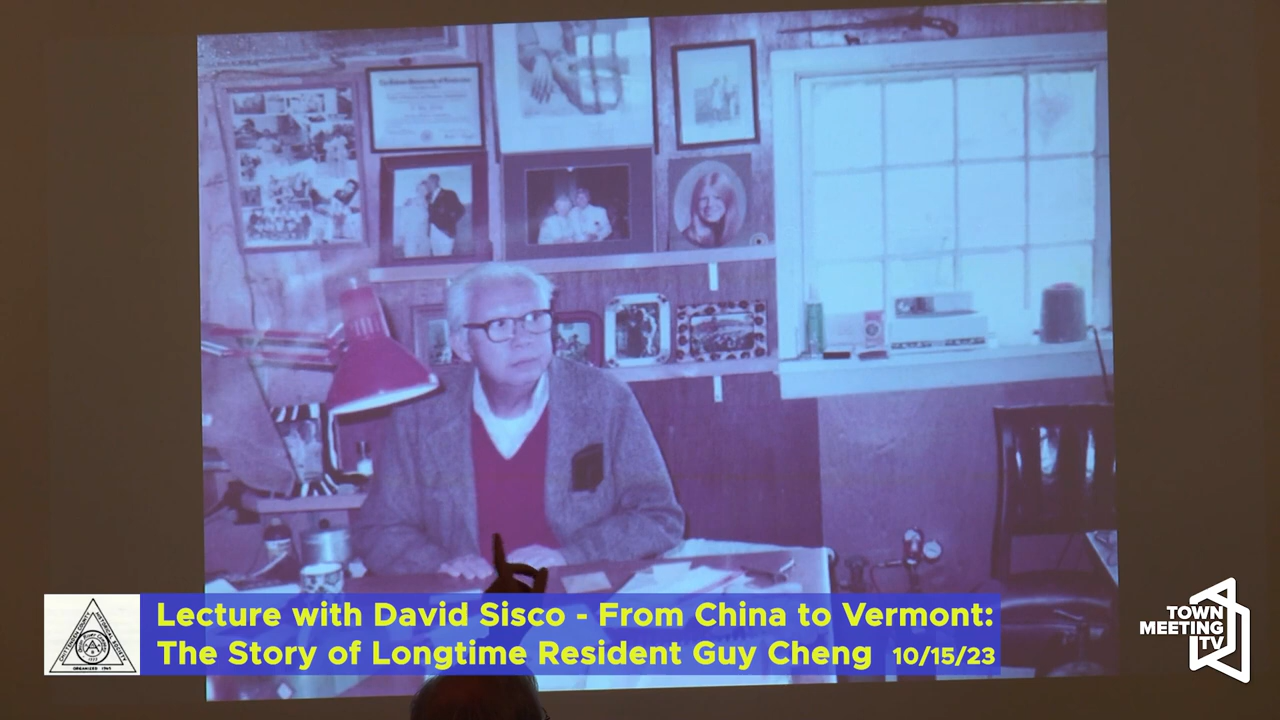 Lecture with David Sisco - From China to Vermont:
The Story of Longtime Resident Guy Cheng 10/15/23
TOWN
MEETING
TV